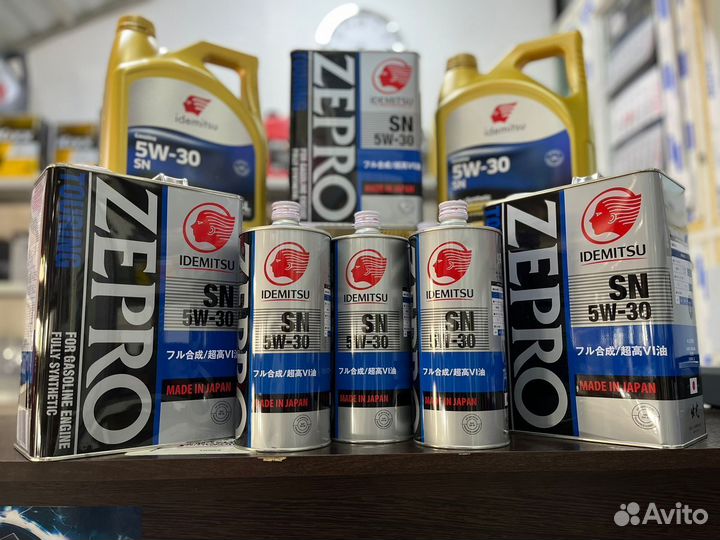 idemitsu
5W-30
SN
ZEPRO
IDEMITSU
SN
5W-30
フル合成/超高VI油
MADE IN JAPAN
idemitsu
5W-30
SN
TOURING
ZEPRO
FOR GASOLINE ENGINE
FULLY SYNTHETIC
IDEMITSU
SN
5W-30
MADE IN JAPAN
IDEMITSU
SN
5W-30
フル合成/超高VI油
MADE IN JAPAN
IDEMITSU
SN
5W-30
フル合成/超高VI油
MADE IN JAPAN
IDEMITSU
SN
5W-30
フル合成/超高VI油
MADE IN JAPAN
ZEPRO
IDEMITSU
SN
5W-30
フル合成/超高VI油
MADE IN JAPAN
Avito